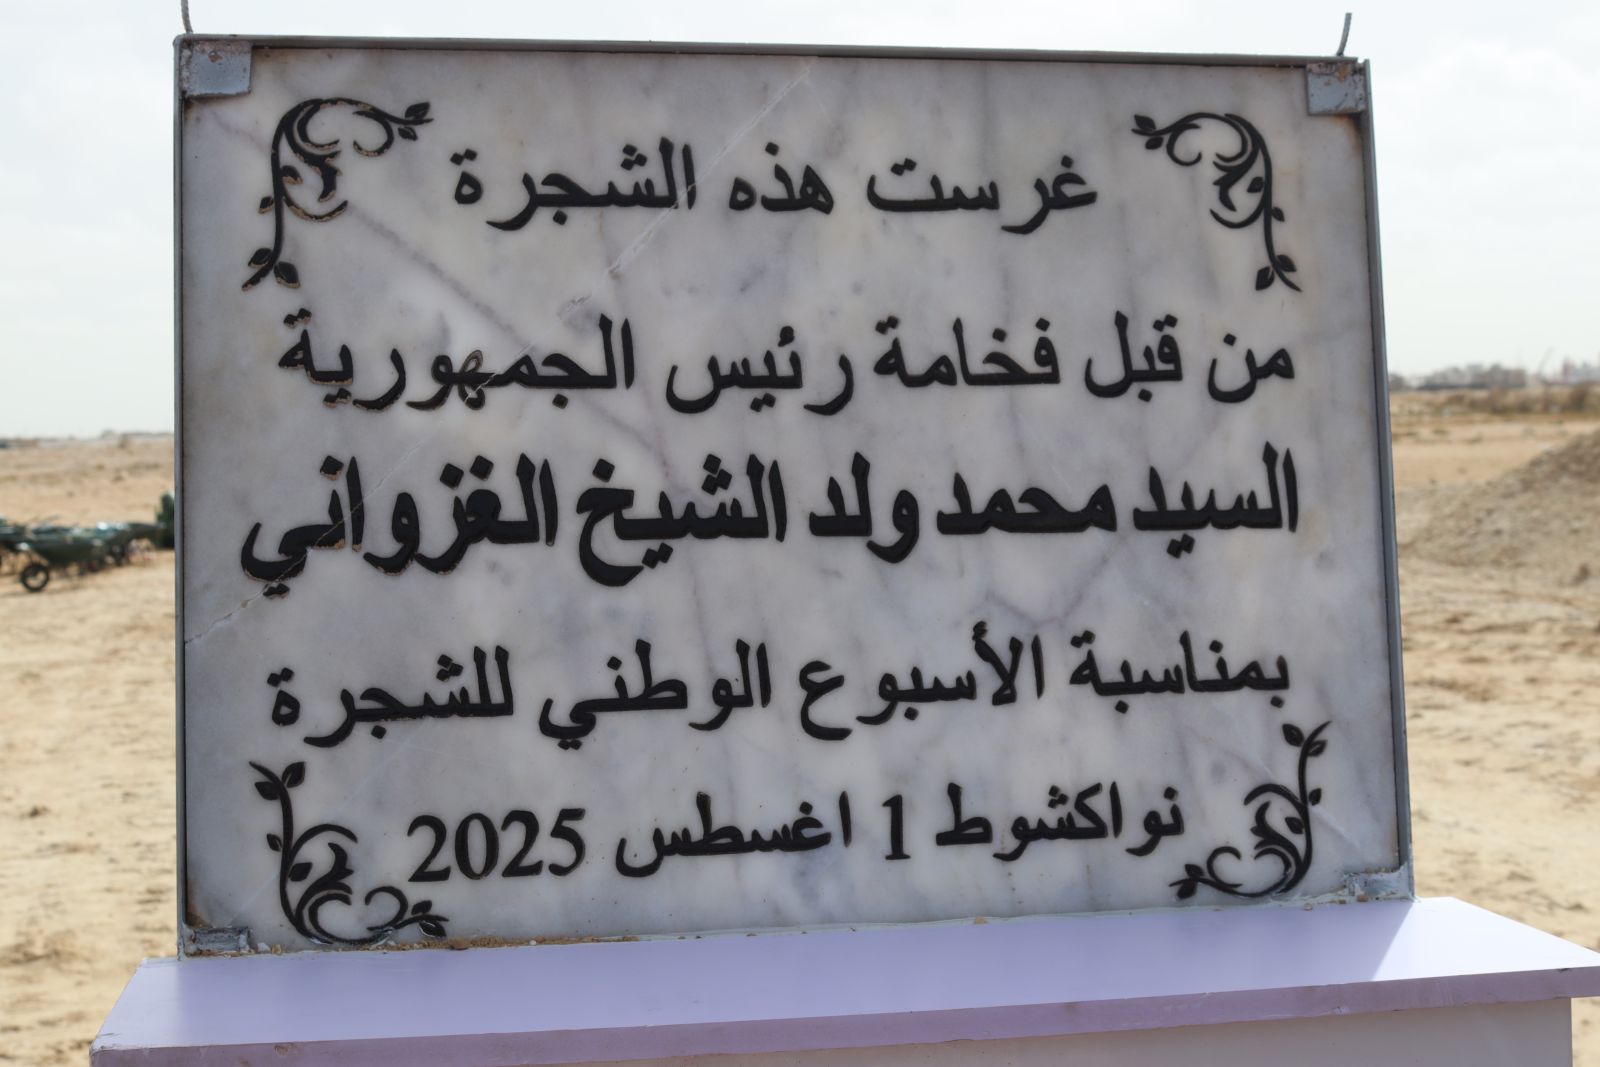 غرست هذه الشجرة
من قبل فخامة رئيس الجمهورية
السيد محمد ولد الشيخ الغزواني
بمناسبة الأسبوع الوطني للشجرة
نواكشوط 1 اغسطس 2025